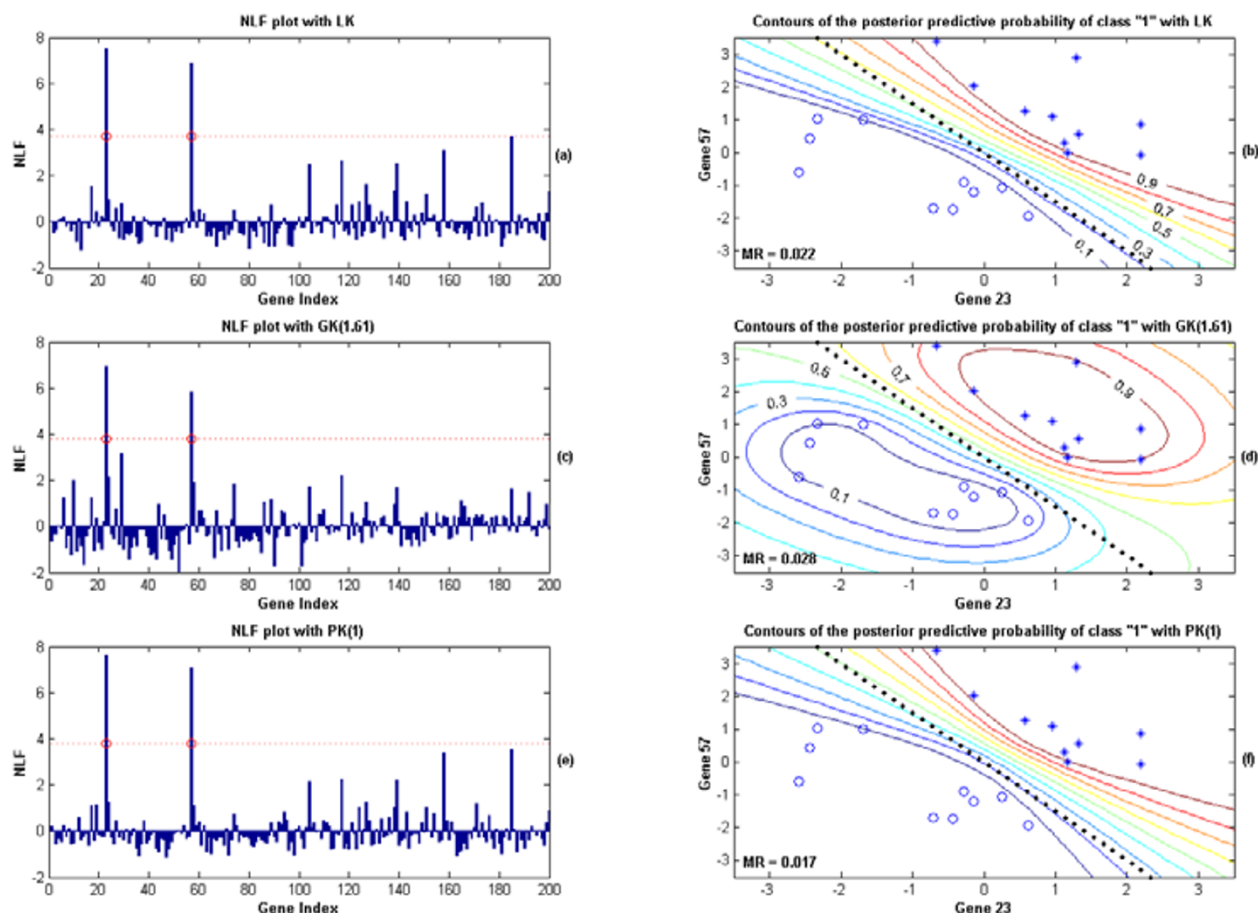 NLF plot with LK
8
6
4
2
0
-2
NLF
0 20 40 60 80 100 120 140 160 180 200
Gene Index
(a)
Contours of the posterior predictive probability of class "1" with LK
3
2
1
0
-1
-2
-3
Gene 57
0.9
0.7
0.5
0.3
0.1
MR = 0.022
-3 -2 -1 0 1 2 3
Gene 23
(b)
NLF plot with GK(1.61)
8
6
4
2
0
-2
NLF
0 20 40 60 80 100 120 140 160 180 200
Gene Index
(c)
Contours of the posterior predictive probability of class "1" with GK(1.61)
3
2
1
0
-1
-2
-3
Gene 57
0.5
0.7
0.9
0.3
0.1
MR = 0.028
-3 -2 -1 0 1 2 3
Gene 23
(d)
NLF plot with PK(1)
8
6
4
2
0
-2
NLF
0 20 40 60 80 100 120 140 160 180 200
Gene Index
(e)
Contours of the posterior predictive probability of class "1" with PK(1)
3
2
1
0
-1
-2
-3
Gene 57
MR = 0.017
-3 -2 -1 0 1 2 3
Gene 23
(f)